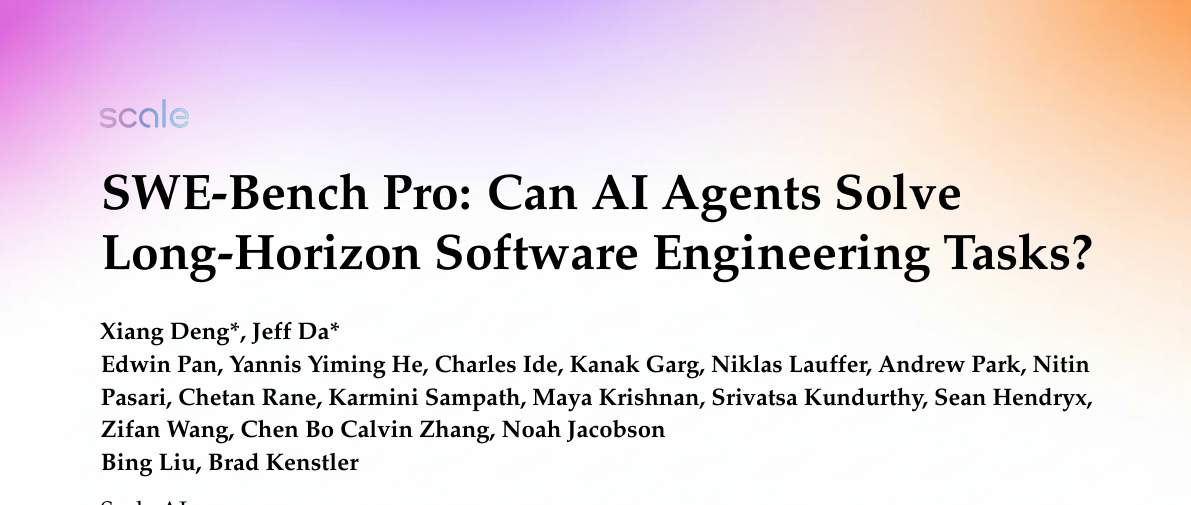 scale
SWE-Bench Pro: Can AI Agents Solve
Long-Horizon Software Engineering Tasks?
Xiang Deng*, Jeff Da*
Edwin Pan, Yannis Yiming He, Charles Ide, Kanak Garg, Niklas Lauffer, Andrew Park, Nitin
Pasari, Chetan Rane, Karmini Sampath, Maya Krishnan, Srivatsa Kundurthy, Sean Hendryx,
Zifan Wang, Chen Bo Calvin Zhang, Noah Jacobson
Bing Liu, Brad Kenstler